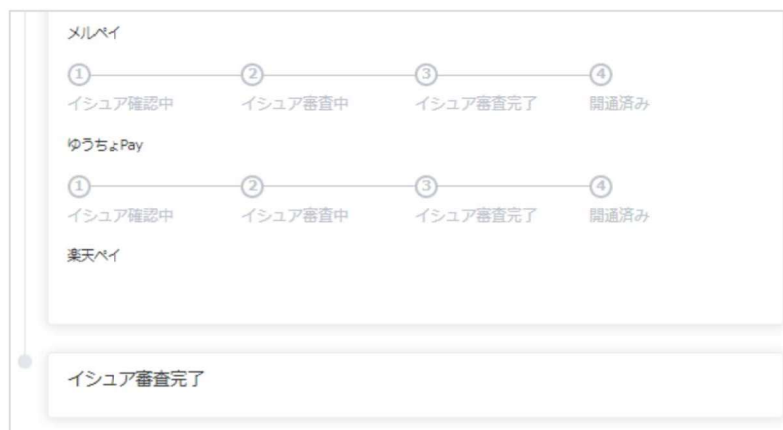 メルペイ
① ② ③ ④
イシュア確認中 イシュア審査中 イシュア審査完了 開通済み
ゆうちょPay
① ② ③ ④
イシュア確認中 イシュア審査中 イシュア審査完了 開通済み
楽天ペイ
イシュア審査完了